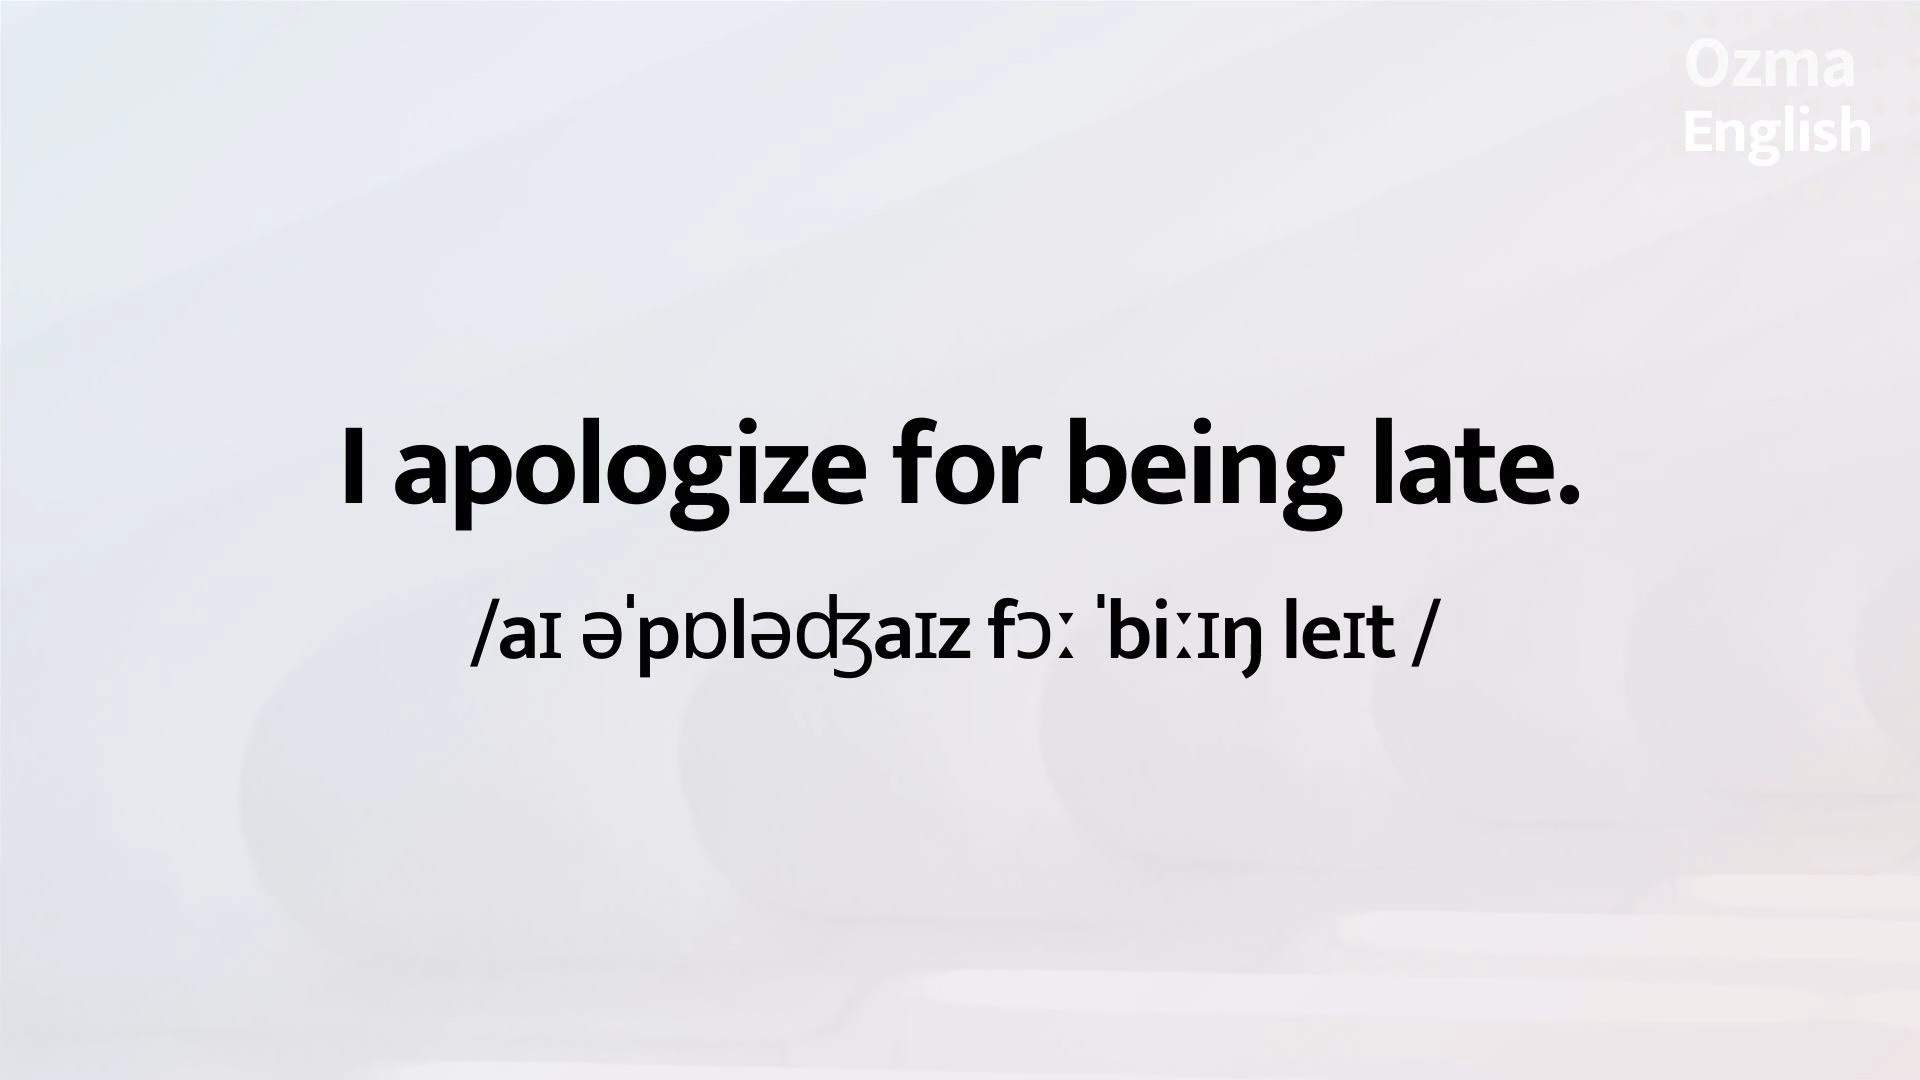 Ozma
English
I apologize for being late.
/aɪ əˈpɒləʤaɪz fɔː ˈbiːɪŋ leɪt /